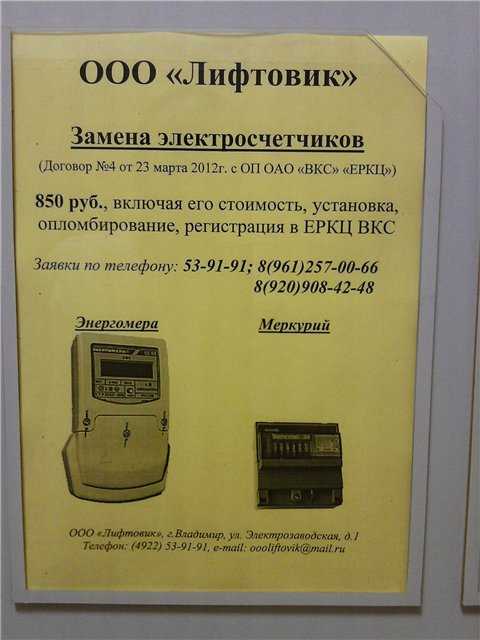 ООО «Лифтовик»
Замена электросчетчиков
(Договор №4 от 23 марта 2012г. с ОП ОАО «ВКС» «ЕРКЦ»)
850 руб., включая его стоимость, установка,
опломбирование, регистрация в ЕРКЦ ВКС
Заявки по телефону: 53-91-91; 8(961)257-00-66
8(920)908-42-48
Энергомера
Меркурий
ООО «Лифтовик», г.Владимир, ул. Электрозаводская, д.1
Телефон: (4922) 53-91-91, e-mail: oooliftovik@mail.ru